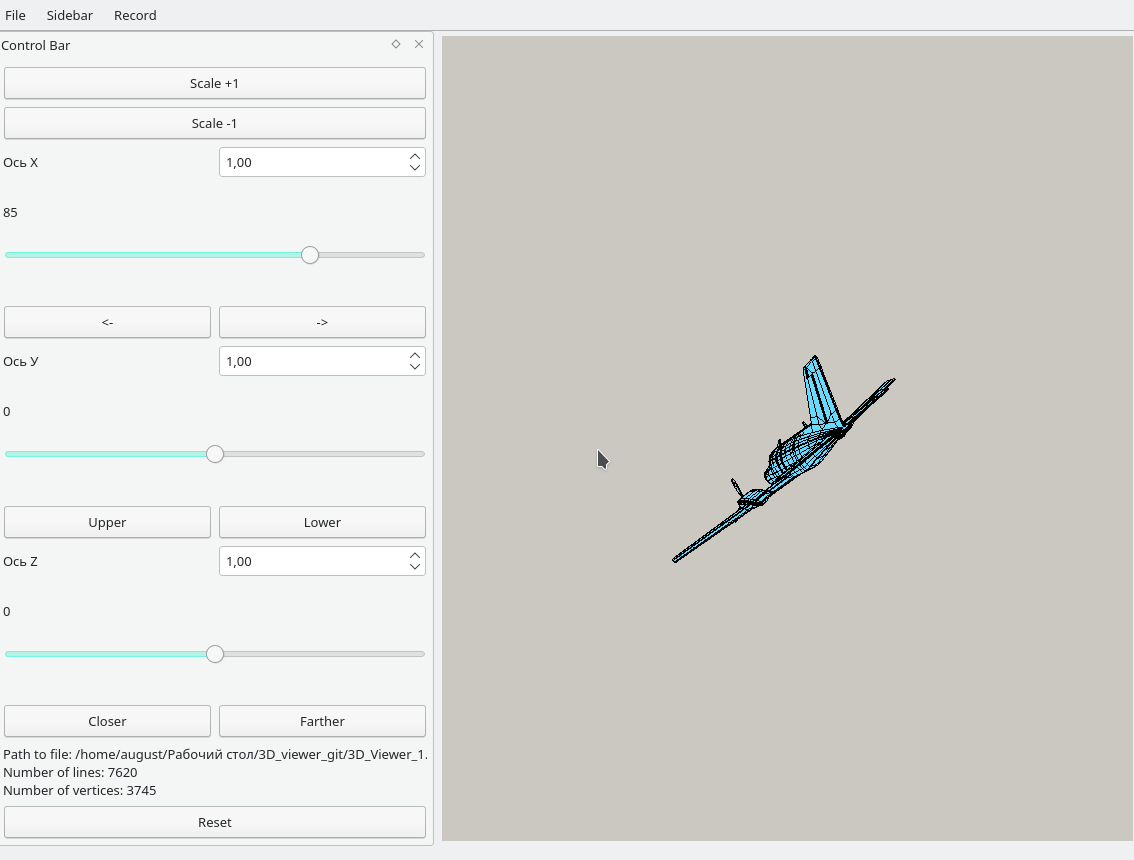 File Sidebar Record
Control Bar
Scale +1
Scale -1
Ось X 1,00
85
<- ->
Ось У 1,00
0
Upper Lower
Ось Z 1,00
0
Closer Farther
Path to file: /home/august/Рабочий стол/3D_viewer_git/3D_Viewer_1.
Number of lines: 7620
Number of vertices: 3745
Reset